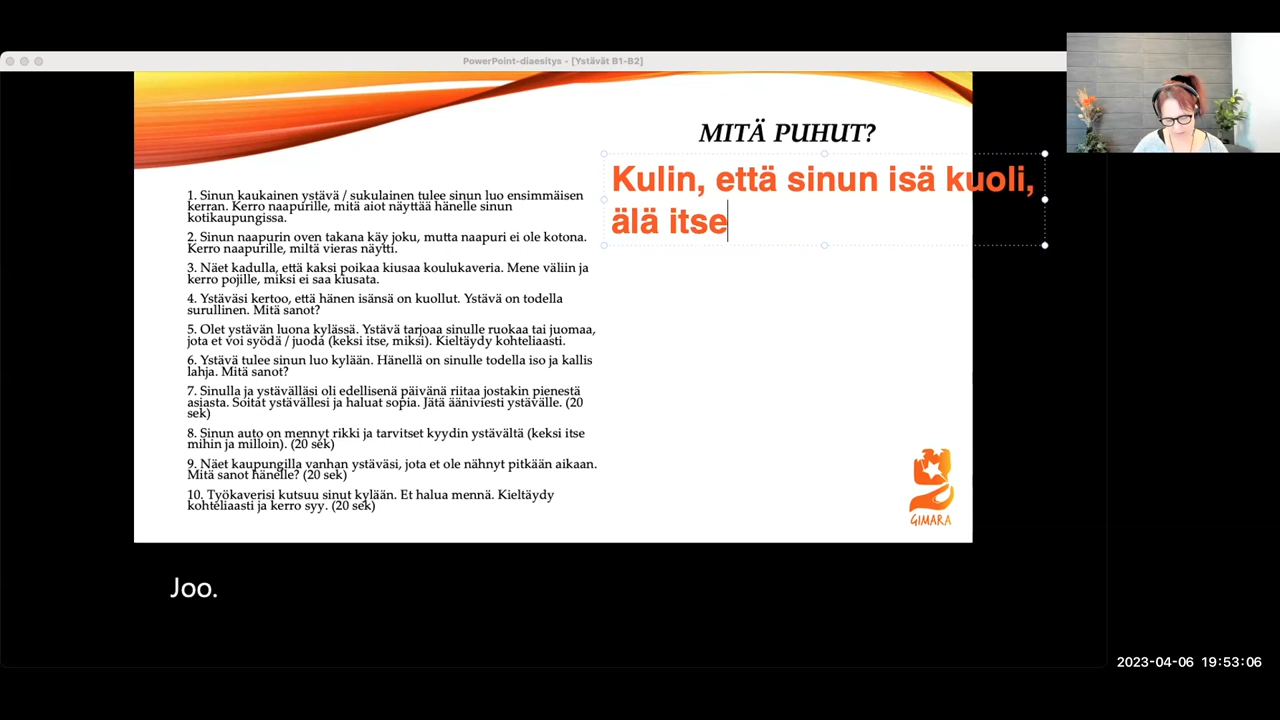 PowerPoint-diaesitys - [Ystävät B1-B2]
MITÄ PUHUT?
Kulin, että sinun isä kuoli,
älä itse
1. Sinun kaukainen ystävä / sukulainen tulee sinun luo ensimmäisen
kerran. Kerro naapurille, mitä aiot näyttää hänelle sinun
kotikaupungissa.
2. Sinun naapurin oven takana käy joku, mutta naapuri ei ole kotona.
Kerro naapurille, miltä vieras näytti.
3. Näet kadulla, että kaksi poikaa kiusaa koulukaveria. Mene väliin ja
kerro pojille, miksi ei saa kiusata.
4. Ystäväsi kertoo, että hänen isänsä on kuollut. Ystävä on todella
surullinen. Mitä sanot?
5. Olet ystävän luona kylässä. Ystävä tarjoaa sinulle ruokaa tai juomaa,
jota et voi syödä / juoda (keksi itse, miksi). Kieltäydy kohteliaasti.
6. Ystävä tulee sinun luo kylään. Hänellä on sinulle todella iso ja kallis
lahja. Mitä sanot?
7. Sinulla ja ystävälläsi oli edellisenä päivänä riitaa jostakin pienestä
asiasta. Soitat ystävällesi ja haluat sopia. Jätä ääniviesti ystävälle. (20
sek)
8. Sinun auto on mennyt rikki ja tarvitset kyydin ystävältä (keksi itse
mihin ja milloin). (20 sek)
9. Näet kaupungilla vanhan ystäväsi, jota et ole nähnyt pitkään aikaan.
Mitä sanot hänelle? (20 sek)
10. Työkaverisi kutsuu sinut kylään. Et halua mennä. Kieltäydy
kohteliaasti ja kerro syy. (20 sek)
GIMARA
Joo.
2023-04-06 19:53:06